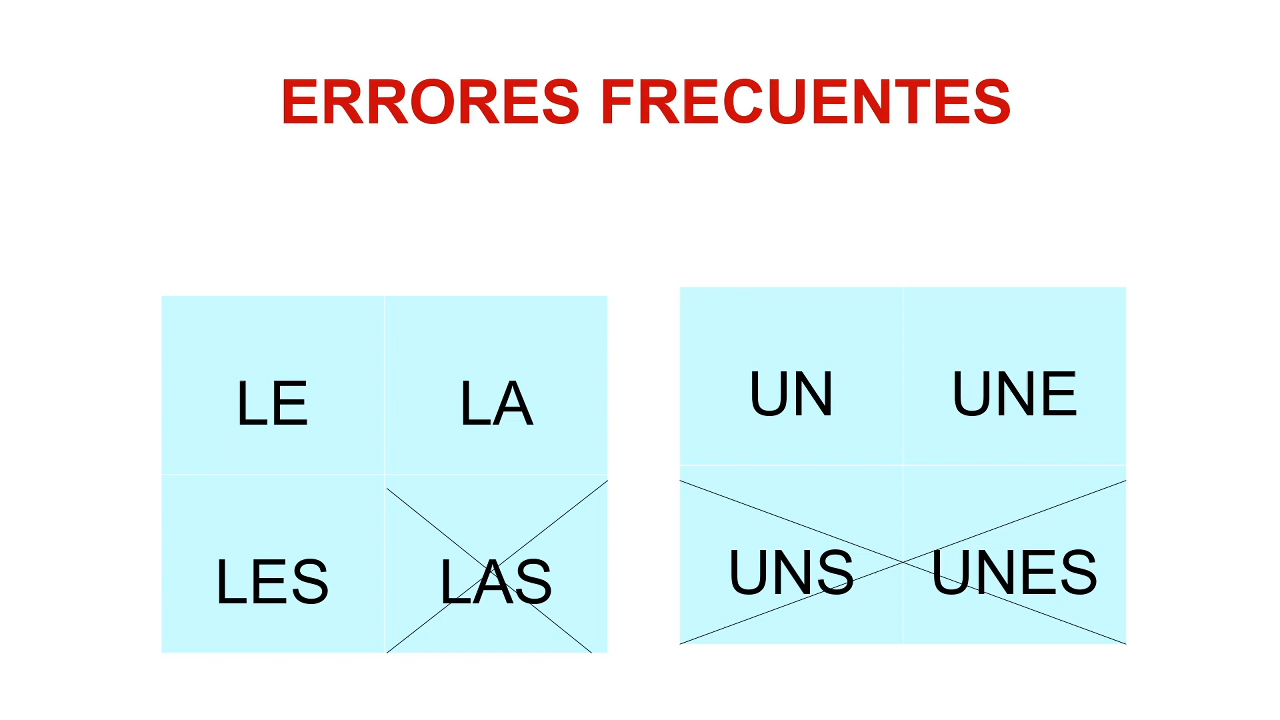 ERRORES FRECUENTES
LE LA
LES LAS
UN UNE
UNS UNES